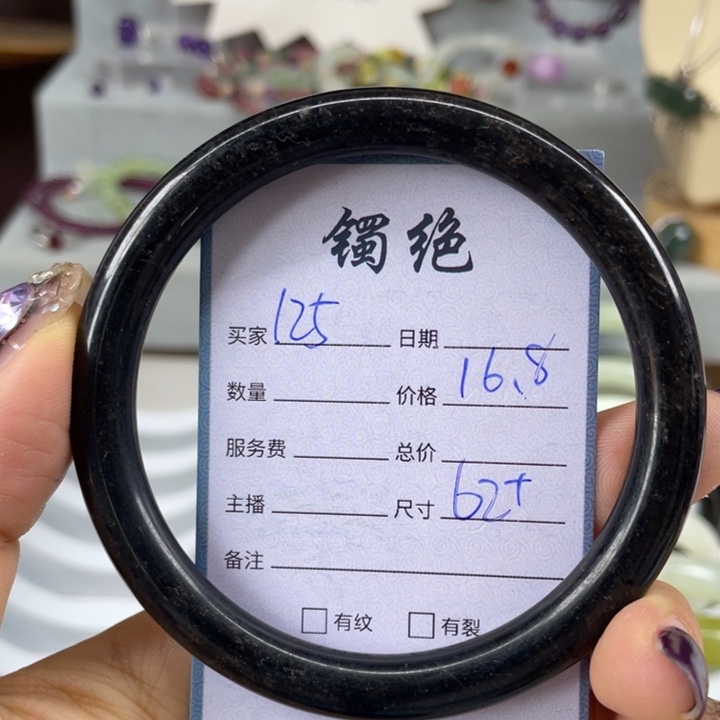 镯绝
买家 125 日期
数量 价格 16.8
服务费 总价
主播 尺寸 62+
备注
有纹 有裂